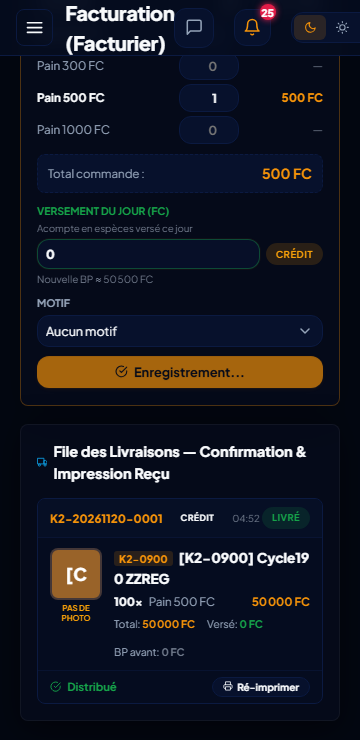 Facturation
(Facturier)
25
Pain 300 FC 0 —
Pain 500 FC 1 500 FC
Pain 1000 FC 0 —
Total commande : 500 FC
VERSEMENT DU JOUR (FC)
Acompte en espèces versé ce jour
0 CRÉDIT
Nouvelle BP ≈ 50 500 FC
MOTIF
Aucun motif
Enregistrement...
File des Livraisons — Confirmation &
Impression Reçu
K2-20261120-0001 CRÉDIT 04:52 LIVRÉ
[C
PAS DE
PHOTO
K2-0900 [K2-0900] Cycle19
0 ZZREG
100× Pain 500 FC 50 000 FC
Total: 50 000 FC Versé: 0 FC
BP avant: 0 FC
Distribué Ré-imprimer